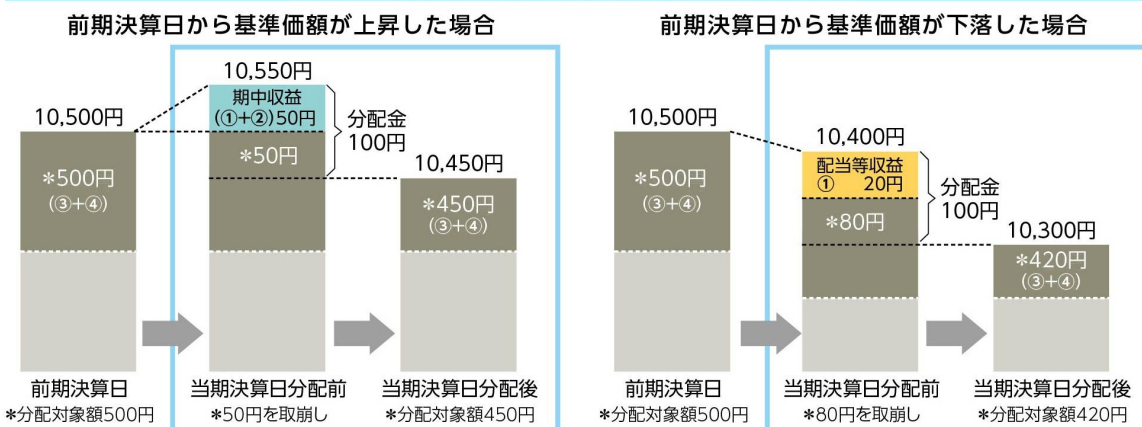 前期決算日から基準価額が上昇した場合
10,500円
*500円
(③+④)
前期決算日
*分配対象額500円
10,550円
期中収益
(①+②)50円
*50円
分配金
100円
当期決算日分配前
*50円を取崩し
10,450円
*450円
(③+④)
当期決算日分配後
*分配対象額450円
前期決算日から基準価額が下落した場合
10,500円
*500円
(③+④)
前期決算日
*分配対象額500円
10,400円
配当等収益
① 20円
*80円
分配金
100円
当期決算日分配前
*80円を取崩し
10,300円
*420円
(③+④)
当期決算日分配後
*分配対象額420円